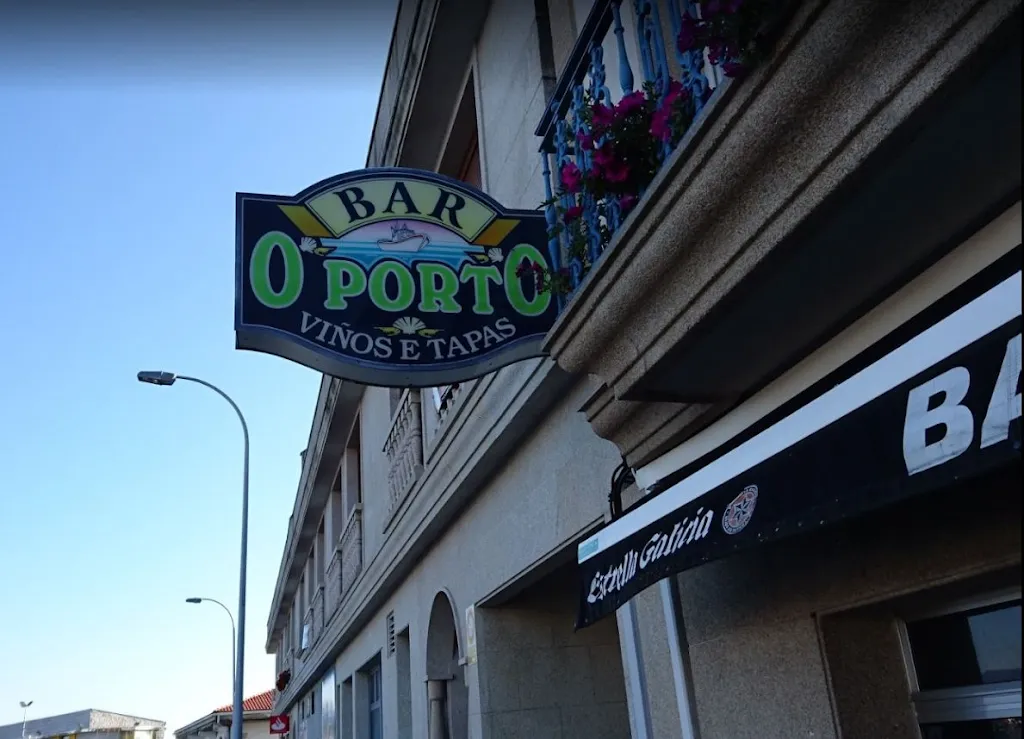 BAR
O PORTO
VIÑOS E TAPAS
BA
Estrella Galicia